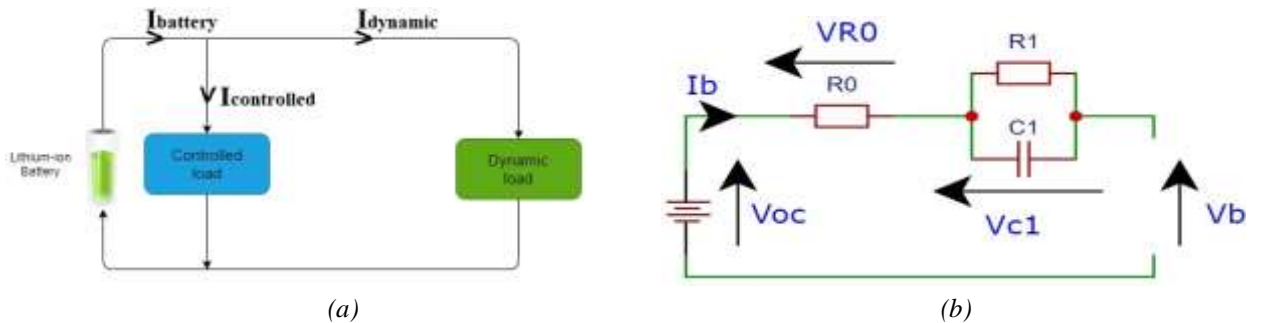 Ibattery
Idynamic
Icontrolled
Lithium-ion
Battery
Controlled
load
Dynamic
load
(a)
VR0
R1
Ib
R0
C1
Voc
Vc1
Vb
(b)